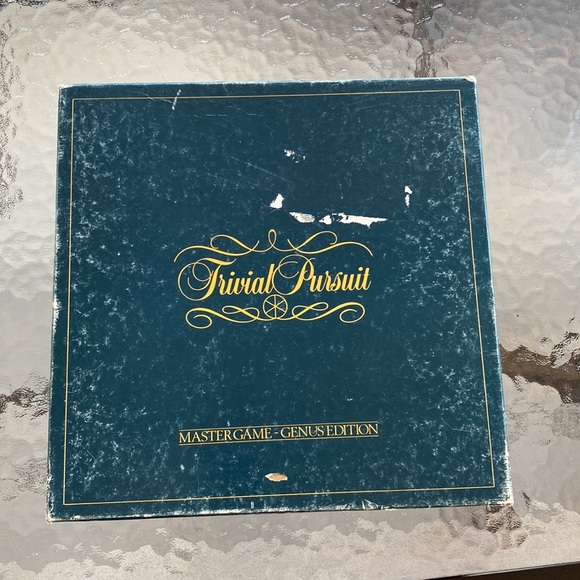 Trivial Pursuit
MASTER GAME - GENUS EDITION